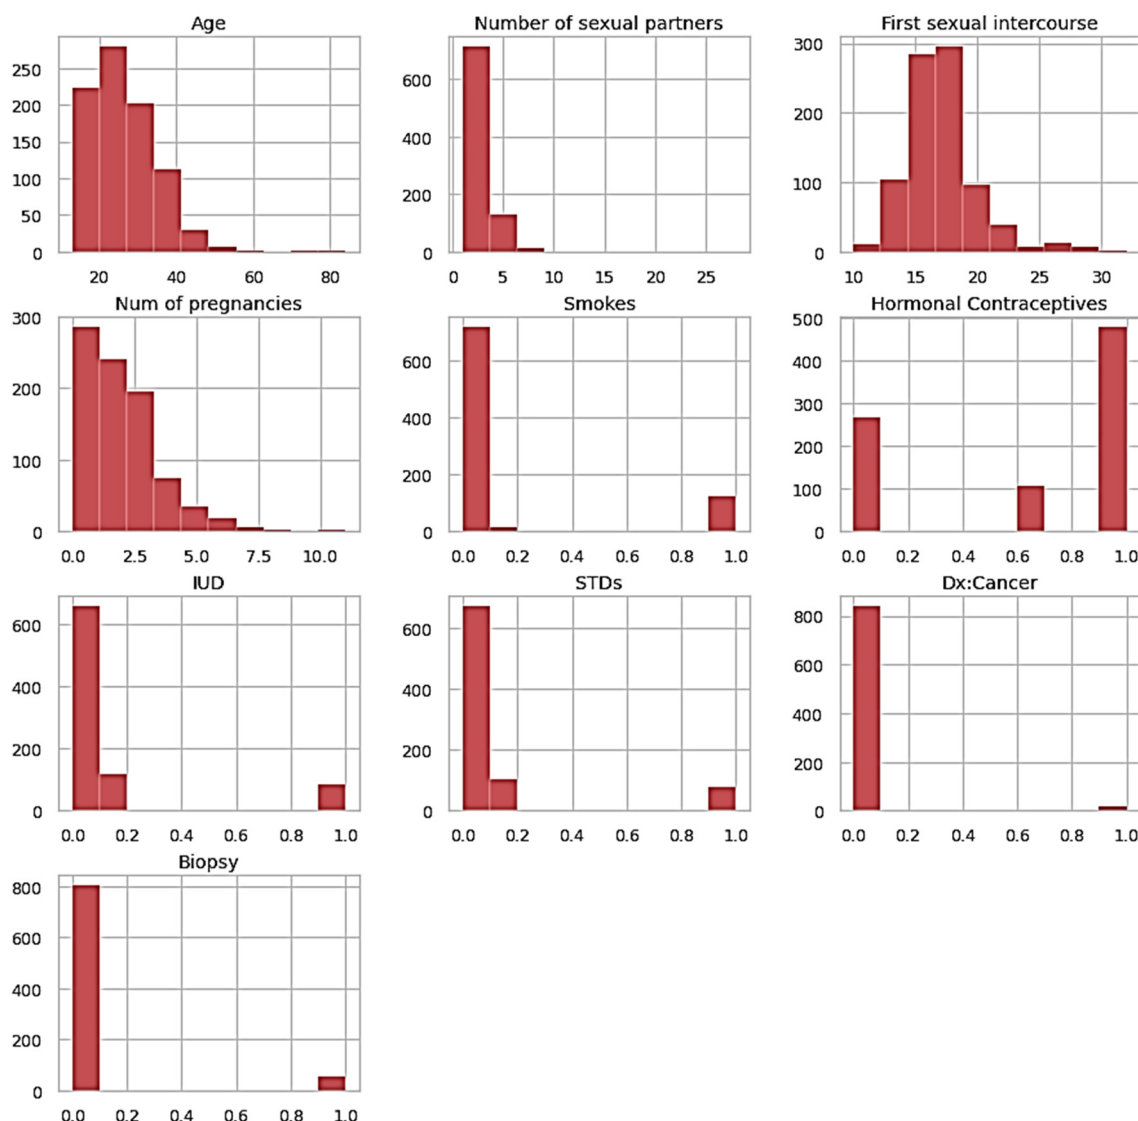 Age
250
200
150
100
50
0
20 40 60 80
Number of sexual partners
600
400
200
0
0 5 10 15 20 25
First sexual intercourse
300
200
100
0
10 15 20 25 30
Num of pregnancies
300
200
100
0
0.0 2.5 5.0 7.5 10.0
Smokes
600
400
200
0
0.0 0.2 0.4 0.6 0.8 1.0
Hormonal Contraceptives
500
400
300
200
100
0
0.0 0.2 0.4 0.6 0.8 1.0
IUD
600
400
200
0
0.0 0.2 0.4 0.6 0.8 1.0
STDs
600
400
200
0
0.0 0.2 0.4 0.6 0.8 1.0
Dx:Cancer
800
600
400
200
0
0.0 0.2 0.4 0.6 0.8 1.0
Biopsy
800
600
400
200
0
0.0 0.2 0.4 0.6 0.8 1.0